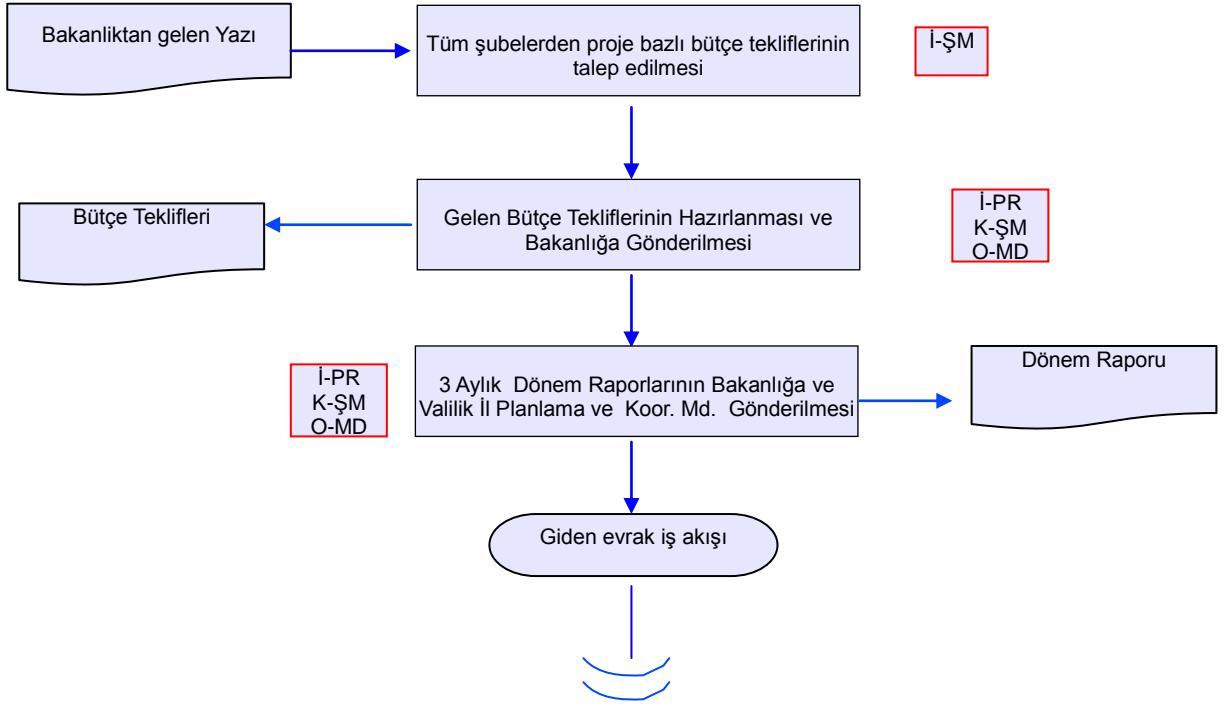 Bakanliktan gelen Yazı
Tüm şubelerden proje bazlı bütçe tekliflerinin
talep edilmesi
İ-ŞM
Bütçe Teklifleri
Gelen Bütçe Tekliflerinin Hazırlanması ve
Bakanlığa Gönderilmesi
İ-PR
K-ŞM
O-MD
İ-PR
K-ŞM
O-MD
3 Aylık Dönem Raporlarının Bakanlığa ve
Valilik İl Planlama ve Koor. Md. Gönderilmesi
Dönem Raporu
Giden evrak iş akışı